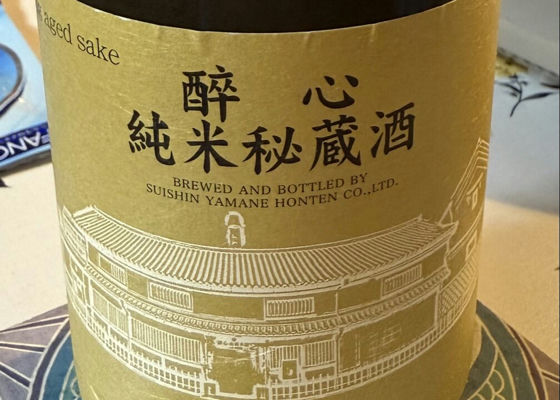 aged sake
醉心
純米秘蔵酒
BREWED AND BOTTLED BY
SUISHIN YAMANE HONTEN CO.,LTD.